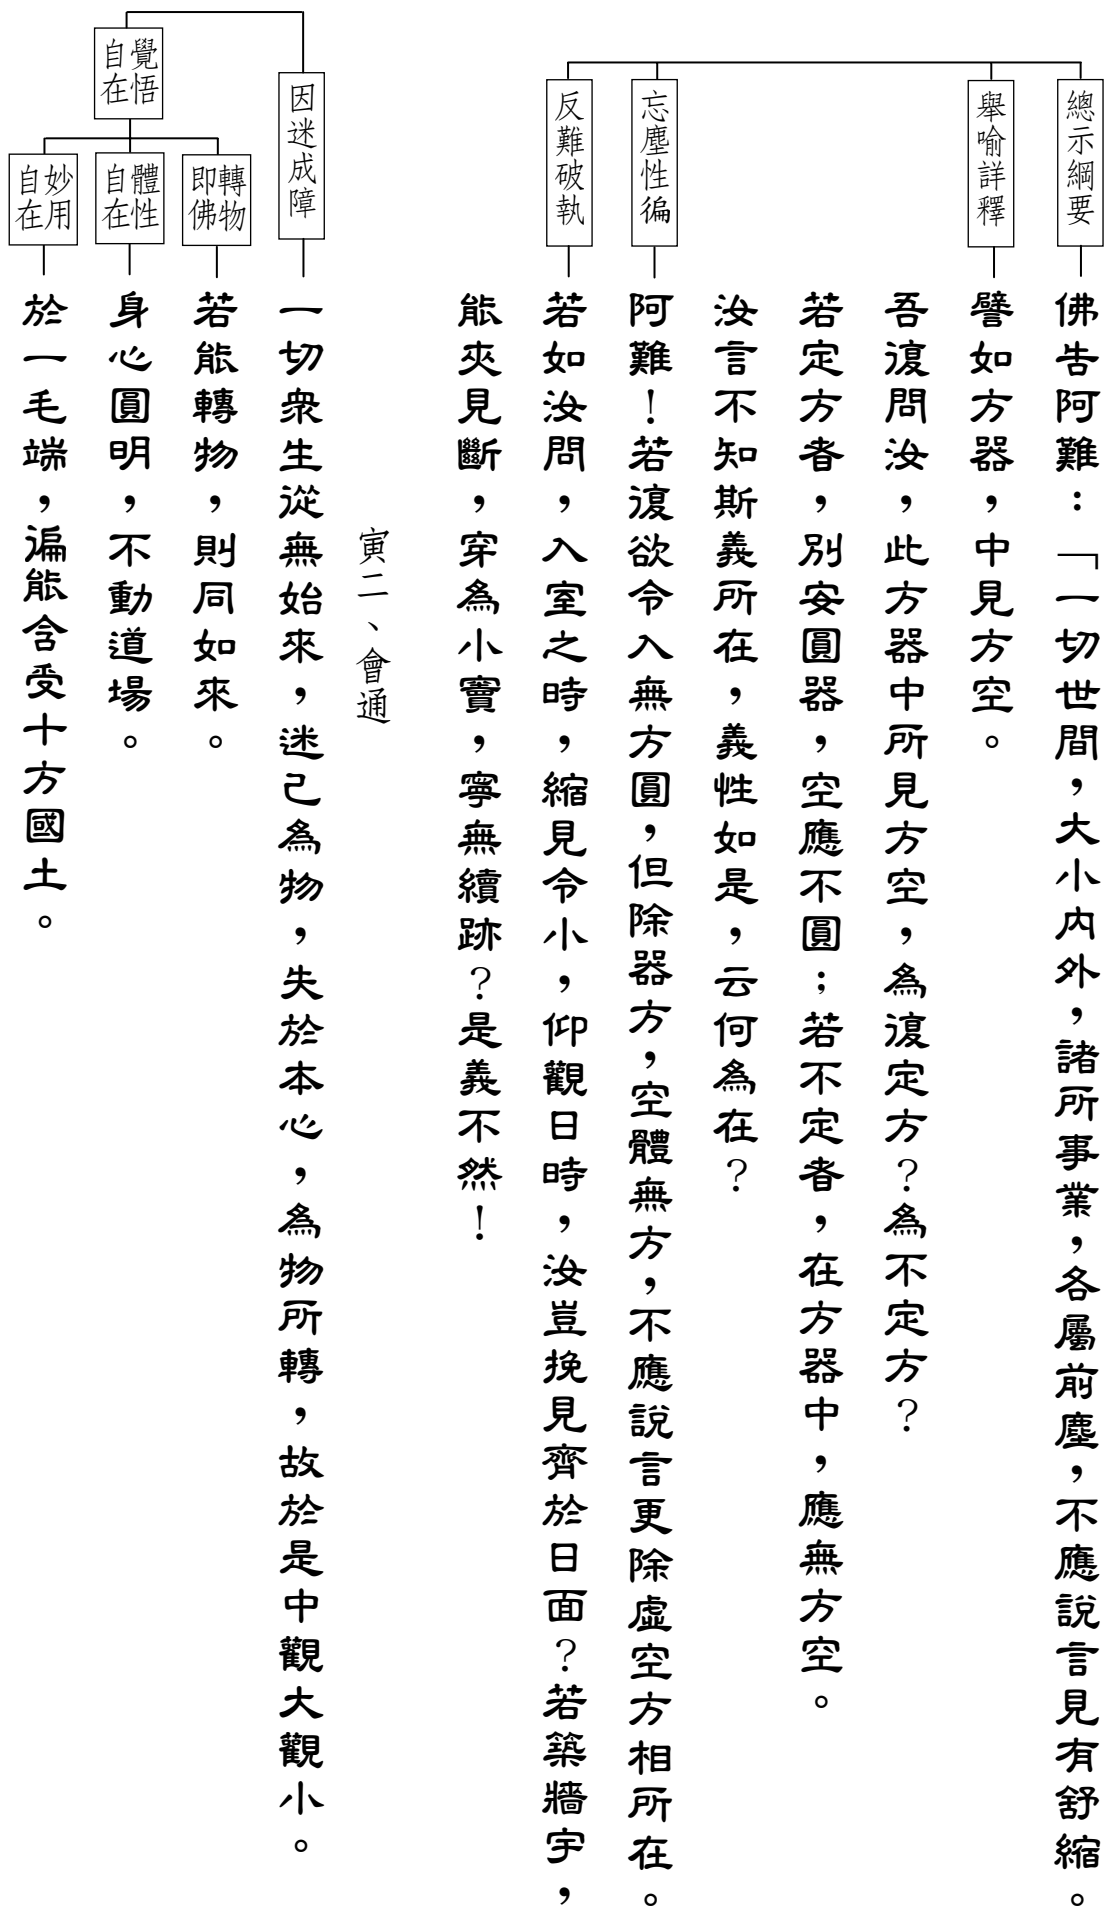 總示綱要
佛告阿難：「一切世間，大小內外，諸所事業，各屬前塵，不應說言見有舒縮。
舉喻詳釋
譬如方器，中見方空。
吾復問汝，此方器中所見方空，為復定方？為不定方？
若定方者，別安圓器，空應不圓；若不定者，在方器中，應無方空。
汝言不知斯義所在，義性如是，云何為在？
忘塵性徧
阿難！若復欲令入無方圓，但除器方，空體無方，不應說言更除虛空方相所在。
反難破執
若如汝問，入室之時，縮見令小，仰觀日時，汝豈挽見齊於日面？若築牆宇，
能夾見斷，穿為小竇，寧無續跡？是義不然！
寅二、會通
因迷成障
一切眾生從無始來，迷己為物，失於本心，為物所轉，故於是中觀大觀小。
覺悟
自在
轉物
即佛
若能轉物，則同如來。
體性
自在
身心圓明，不動道場。
妙用
自在
於一毛端，遍能含受十方國土。